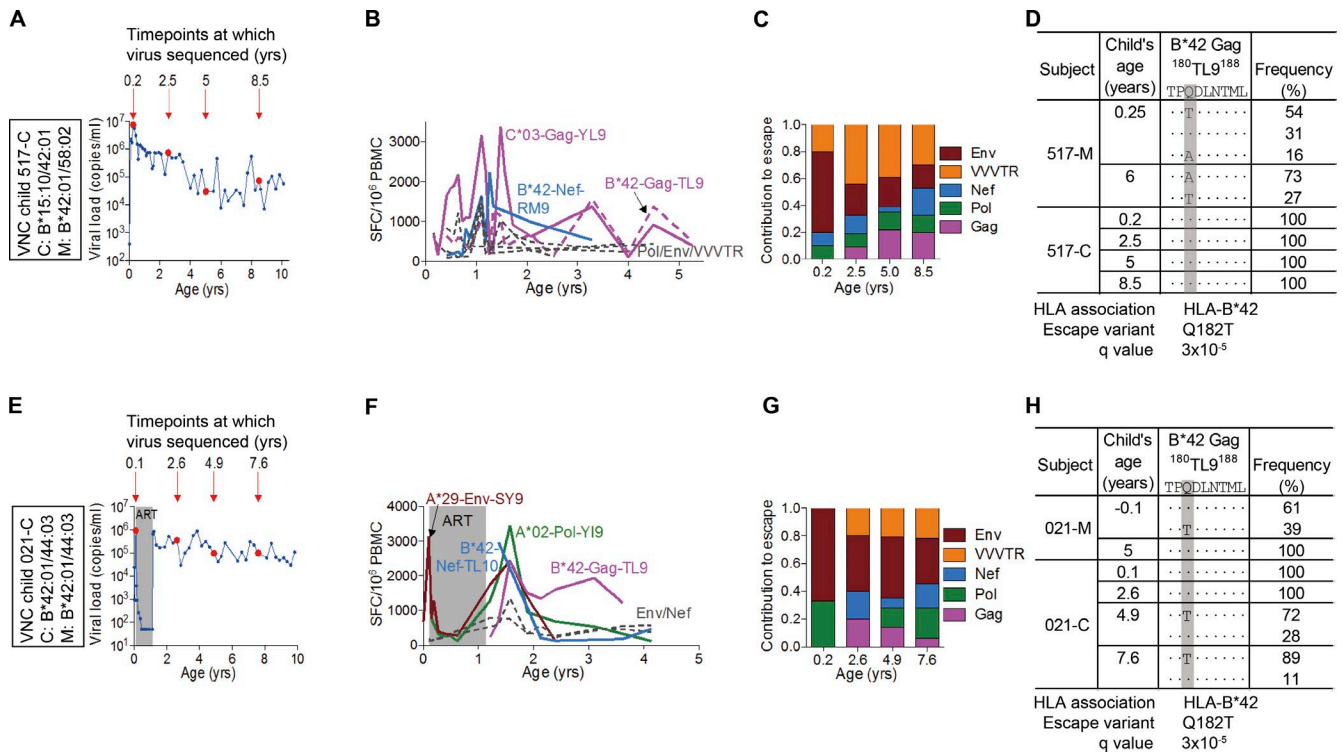 A
Timepoints at which
virus sequenced (yrs)
0.2 2.5 5 8.5
VNC child 517-C
C: B*15:10/42:01
M: B*42:01/58:02
Viral load (copies/ml)
10^7
10^6
10^5
10^4
10^3
10^2
0 2 4 6 8 10
Age (yrs)
B
SFC/10^6 PBMC
3000
2000
1000
0
C*03-Gag-YL9
B*42-Nef-
RM9
B*42-Gag-TL9
Pol/Env/VVVTR
0 1 2 3 4 5
Age (yrs)
C
Contribution to escape
1.0
0.8
0.6
0.4
0.2
0.0
0.2 2.5 5.0 8.5
Age (yrs)
Env
VVVTR
Nef
Pol
Gag
D
Subject
Child's
age
(years)
B*42 Gag
180TL9188
TPQDLNTML
Frequency
(%)
517-M
0.25 ··T······ 54
········· 31
··A······ 16
6 ··A······ 73
··T······ 27
517-C
0.2 ········· 100
2.5 ········· 100
5 ········· 100
8.5 ········· 100
HLA association HLA-B*42
Escape variant Q182T
q value 3x10-5
E
Timepoints at which
virus sequenced (yrs)
0.1 2.6 4.9 7.6
VNC child 021-C
C: B*42:01/44:03
M: B*42:01/44:03
Viral load (copies/ml)
10^7
10^6
10^5
10^4
10^3
10^2
10^1
ART
0 2 4 6 8 10
Age (yrs)
F
SFC/10^6 PBMC
4000
3000
2000
1000
0
A*29-Env-SY9
ART
A*02-Pol-YI9
B*42-
Nef-TL10
B*42-Gag-TL9
Env/Nef
0 1 2 3 4 5
Age (yrs)
G
Contribution to escape
1.0
0.8
0.6
0.4
0.2
0.0
0.2 2.6 4.9 7.6
Age (yrs)
Env
VVVTR
Nef
Pol
Gag
H
Subject
Child's
age
(years)
B*42 Gag
180TL9188
TPQDLNTML
Frequency
(%)
021-M
-0.1 ········· 61
··T······ 39
5 ········· 100
021-C
0.1 ········· 100
2.6 ········· 100
4.9 ··T······ 72
········· 28
7.6 ··T······ 89
········· 11
HLA association HLA-B*42
Escape variant Q182T
q value 3x10-5